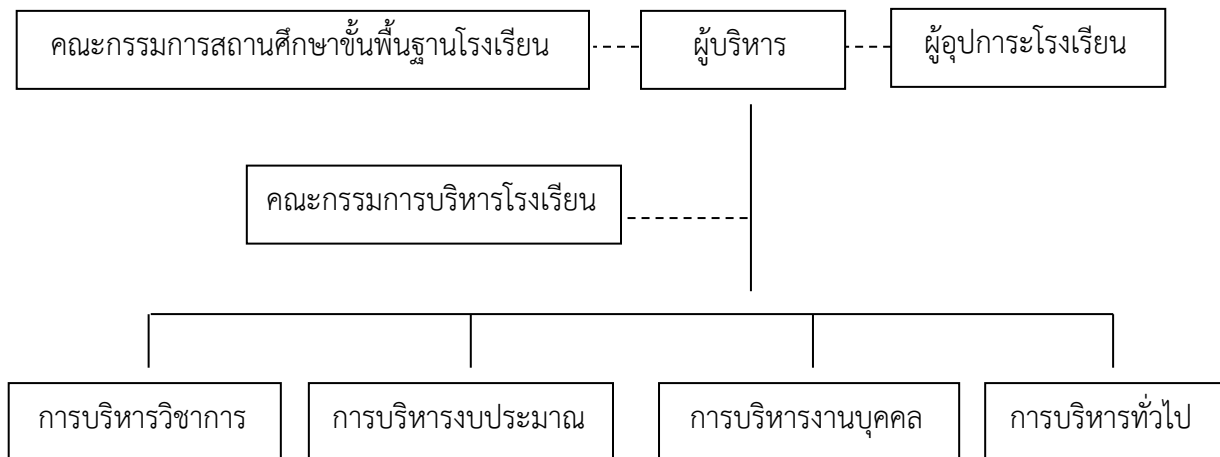 คณะกรรมการสถานศึกษาขั้นพื้นฐานโรงเรียน
ผู้บริหาร
ผู้อุปการะโรงเรียน
คณะกรรมการบริหารโรงเรียน
การบริหารวิชาการ
การบริหารงบประมาณ
การบริหารงานบุคคล
การบริหารทั่วไป